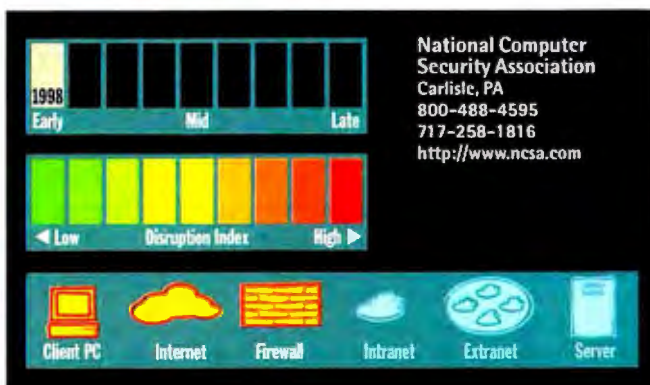 1998
Early Mid Late
◄ Low Disruption Index High ►
National Computer
Security Association
Carlisle, PA
800-488-4595
717-258-1816
http://www.ncsa.com
Client PC Internet Firewall Intranet Extranet Server